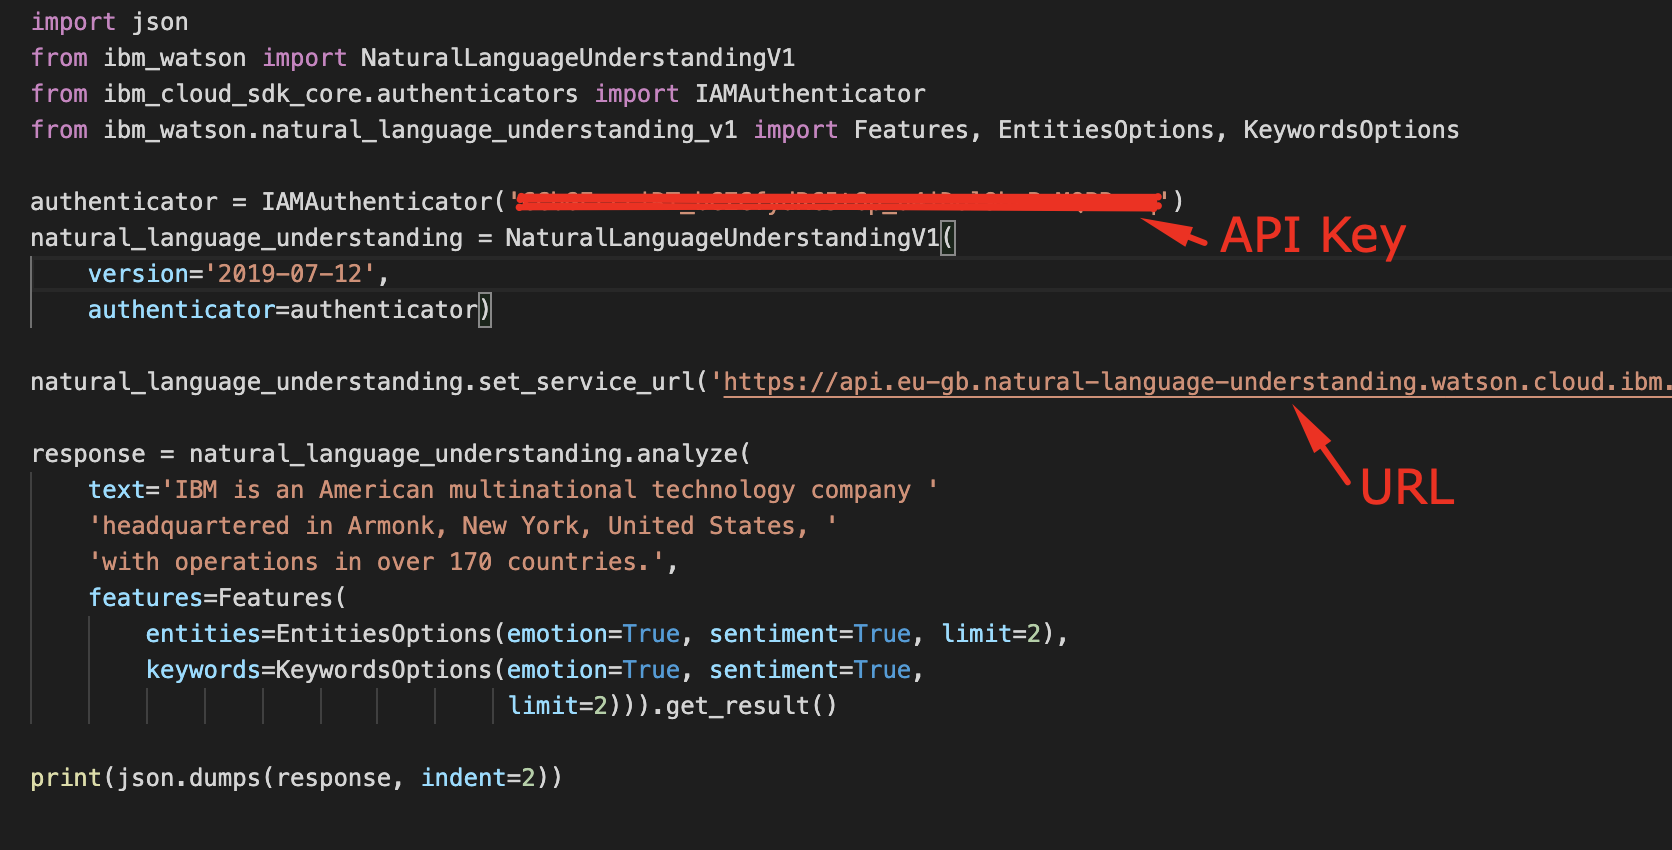 import json
from ibm_watson import NaturalLanguageUnderstandingV1
from ibm_cloud_sdk_core.authenticators import IAMAuthenticator
from ibm_watson.natural_language_understanding_v1 import Features, EntitiesOptions, KeywordsOptions
authenticator = IAMAuthenticator('')
natural_language_understanding = NaturalLanguageUnderstandingV1(
API Key
version='2019-07-12',
authenticator=authenticator)
natural_language_understanding.set_service_url('https://api.eu-gb.natural-language-understanding.watson.cloud.ibm.
response = natural_language_understanding.analyze(
URL
text='IBM is an American multinational technology company '
'headquartered in Armonk, New York, United States, '
'with operations in over 170 countries.',
features=Features(
entities=EntitiesOptions(emotion=True, sentiment=True, limit=2),
keywords=KeywordsOptions(emotion=True, sentiment=True,
limit=2))).get_result()
print(json.dumps(response, indent=2))